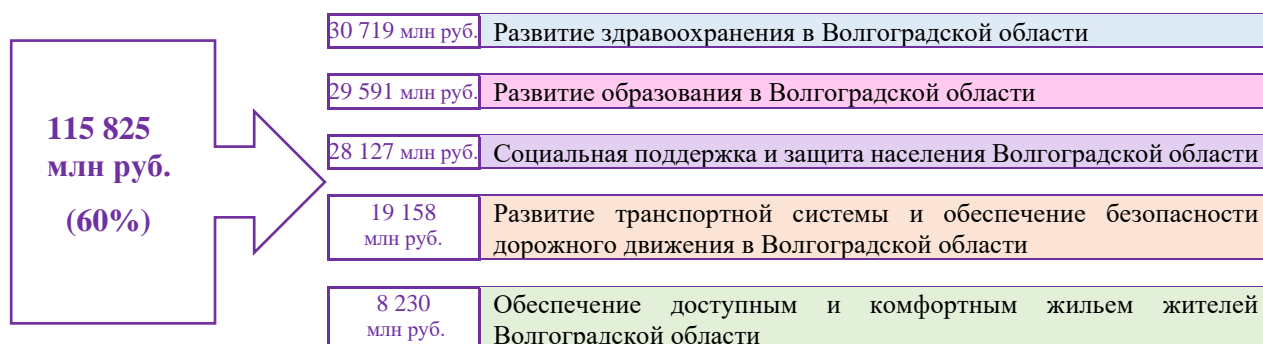 115 825
млн руб.
(60%)
30 719 млн руб. Развитие здравоохранения в Волгоградской области
29 591 млн руб. Развитие образования в Волгоградской области
28 127 млн руб. Социальная поддержка и защита населения Волгоградской области
19 158
млн руб.
Развитие транспортной системы и обеспечение безопасности
дорожного движения в Волгоградской области
8 230
млн руб.
Обеспечение доступным и комфортным жильем жителей
Волгоградской области